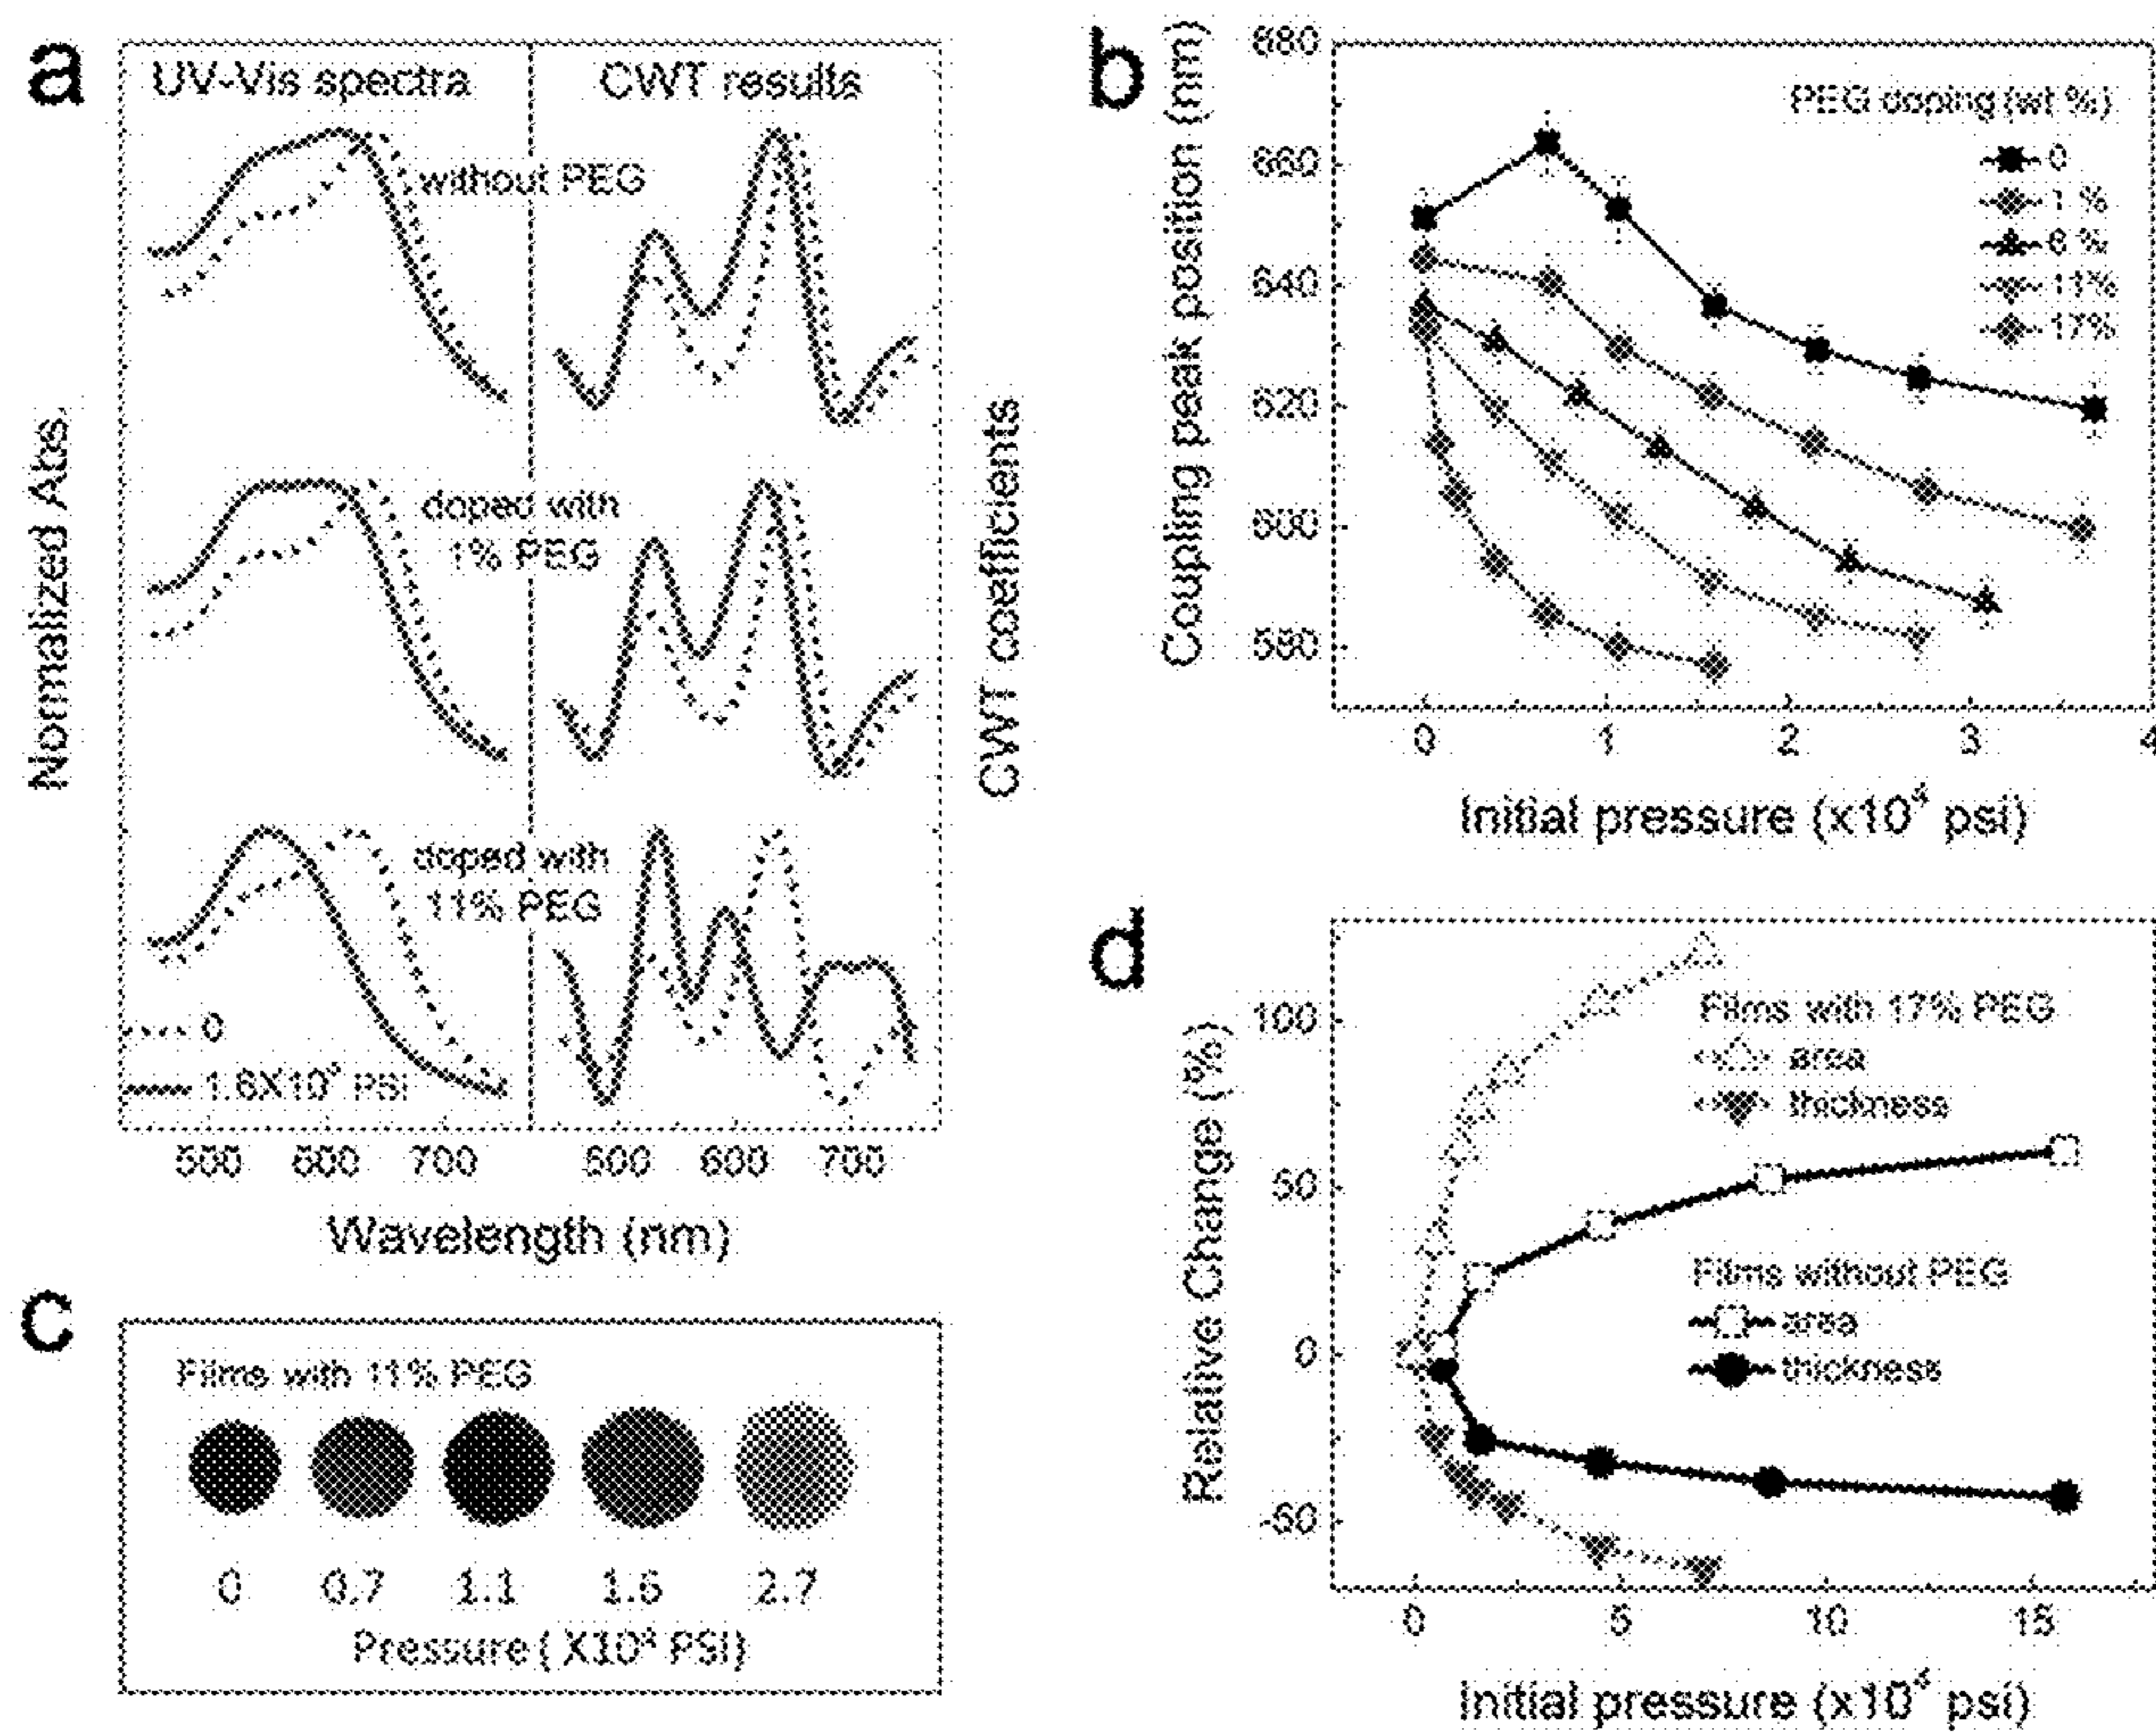 a
UV-Vis spectra
CWT results
without PEG
doped with
1% PEG
doped with
11% PEG
0
500 600 700
500 600 700
Normalized Abs.
CWT coefficients
Wavelength (nm)
b
PEG doping (wt %)
0
1 %
6 %
11%
17%
680
660
640
620
600
580
0 1 2 3 4
Coupling peak position (nm)
Initial pressure (x10⁴ psi)
c
Films with 11% PEG
0 0.7 1.1 1.6 2.7
Pressure ( X10⁴ PSI)
d
Films with 17% PEG
area
thickness
Films without PEG
area
thickness
100
50
0
-50
0 5 10 15
Relative Change (%)
Initial pressure (x10⁴ psi)